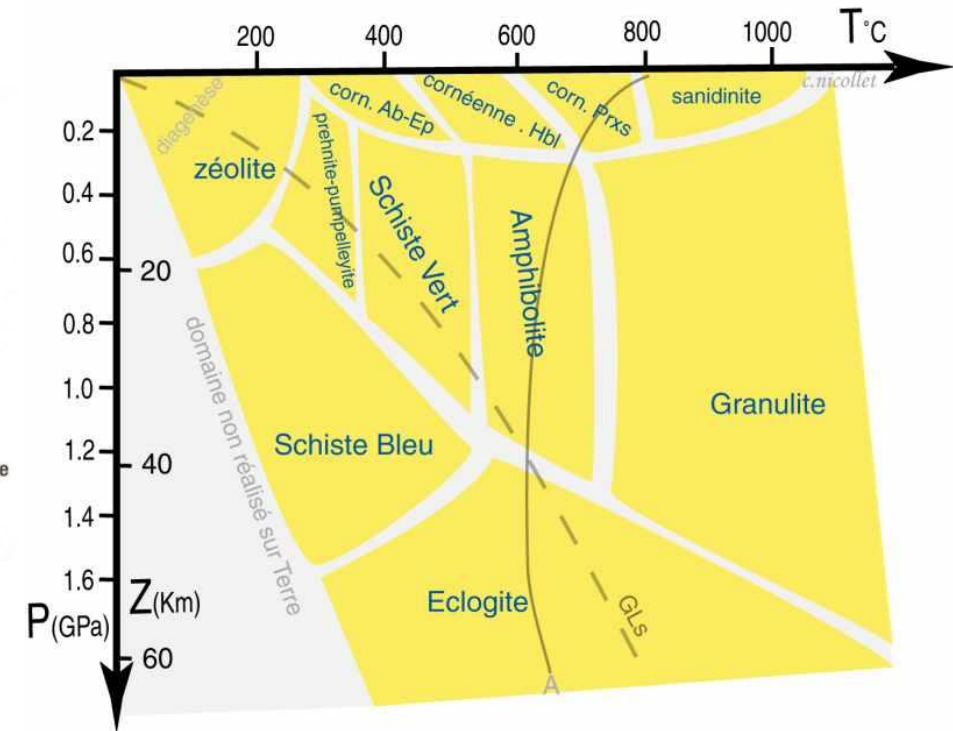 T°C
200
400
600
800
1000
c.nicollet
corn. Ab-Ep
cornéenne . Hbl
corn. Prxs
sanidinite
diagenèse
zéolite
prehnite-pumpelleyite
Schiste Vert
Amphibolite
Granulite
Schiste Bleu
Eclogite
domaine non réalisé sur Terre
GLs
A
0.2
0.4
0.6
0.8
1.0
1.2
1.4
1.6
P(GPa)
20
40
Z(Km)
60
e